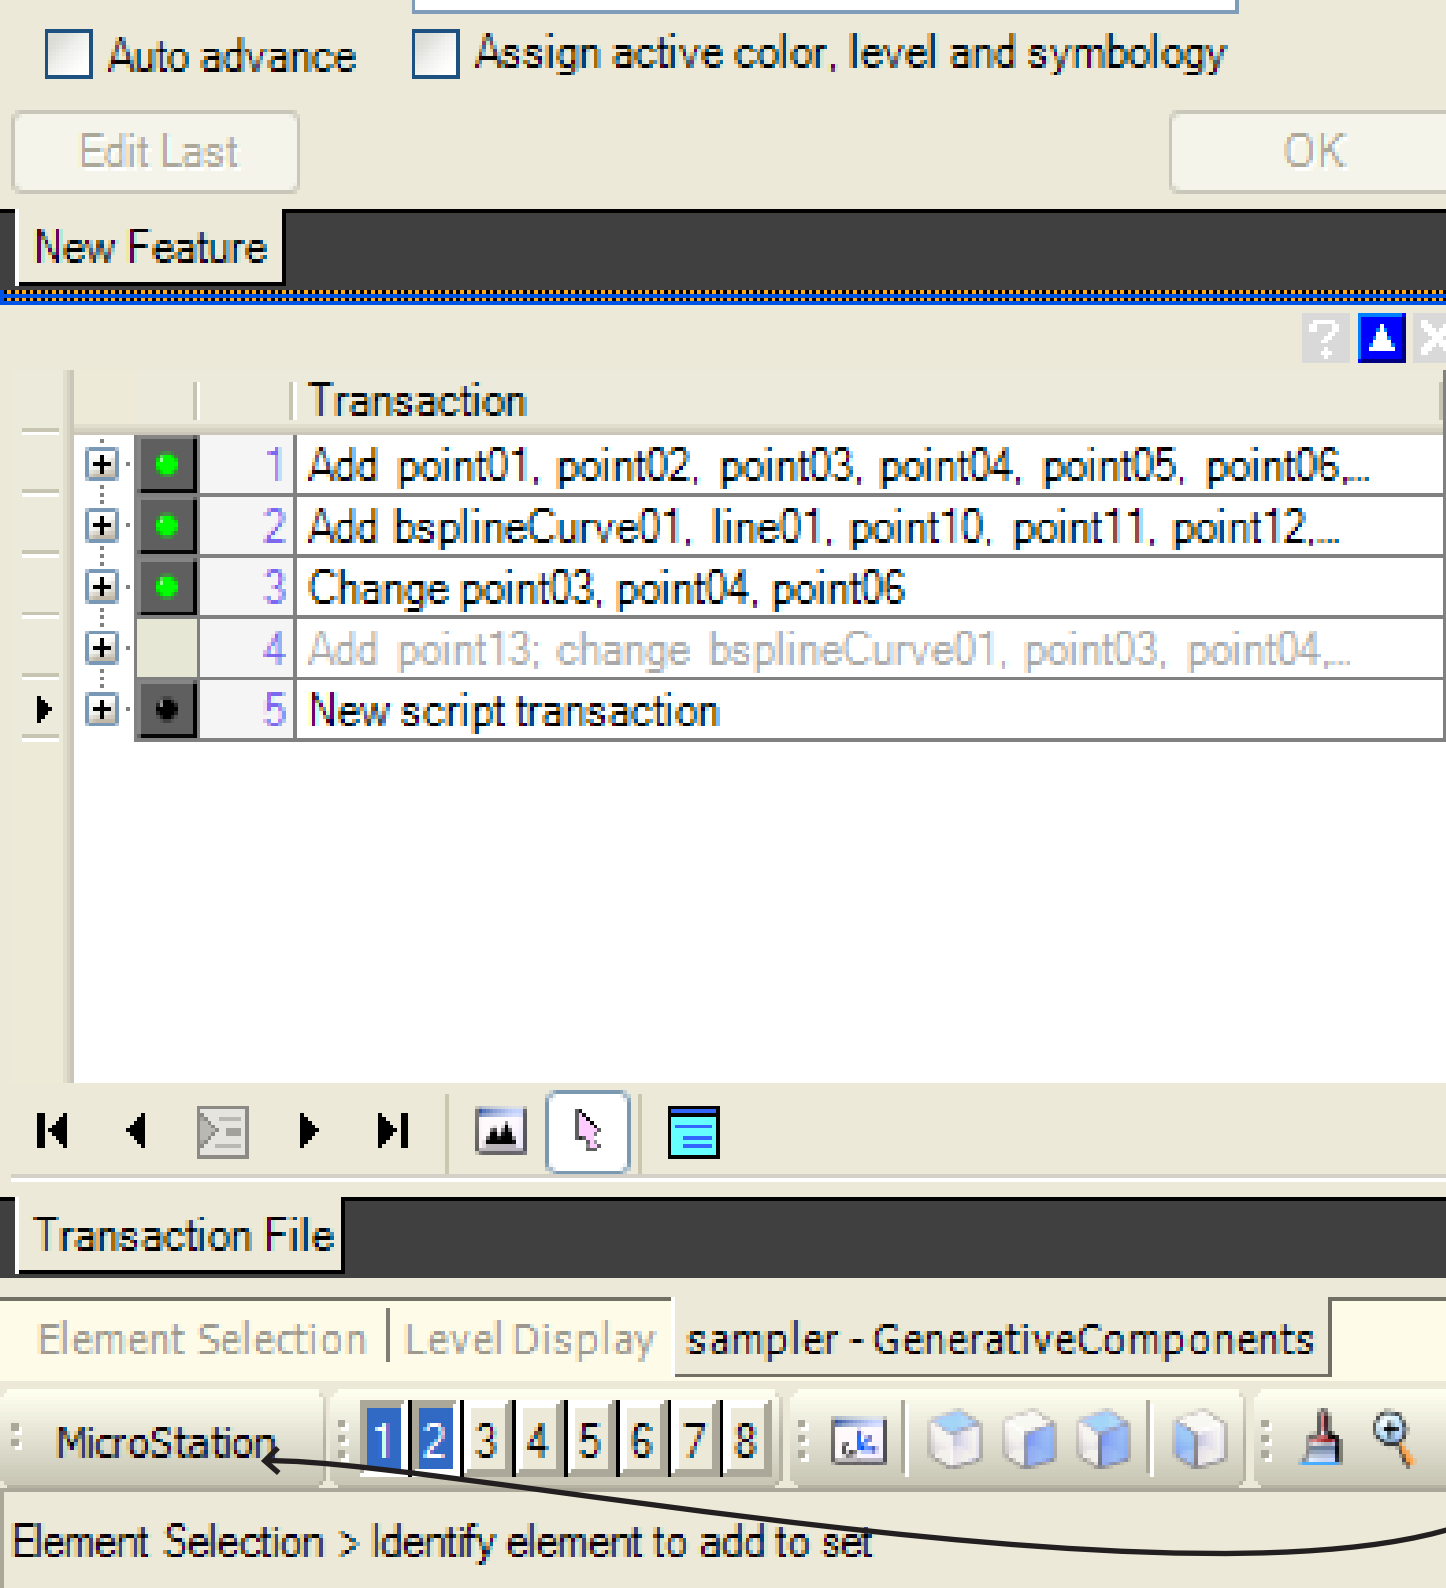 Auto advance Assign active color, level and symbology
Edit Last OK
New Feature
?
Transaction
1 Add point01, point02, point03, point04, point05, point06,...
2 Add bsplineCurve01, line01, point10, point11, point12,...
3 Change point03, point04, point06
4 Add point13; change bsplineCurve01, point03, point04,...
5 New script transaction
Transaction File
Element Selection Level Display sampler - GenerativeComponents
MicroStation 1 2 3 4 5 6 7 8
Element Selection > Identify element to add to set